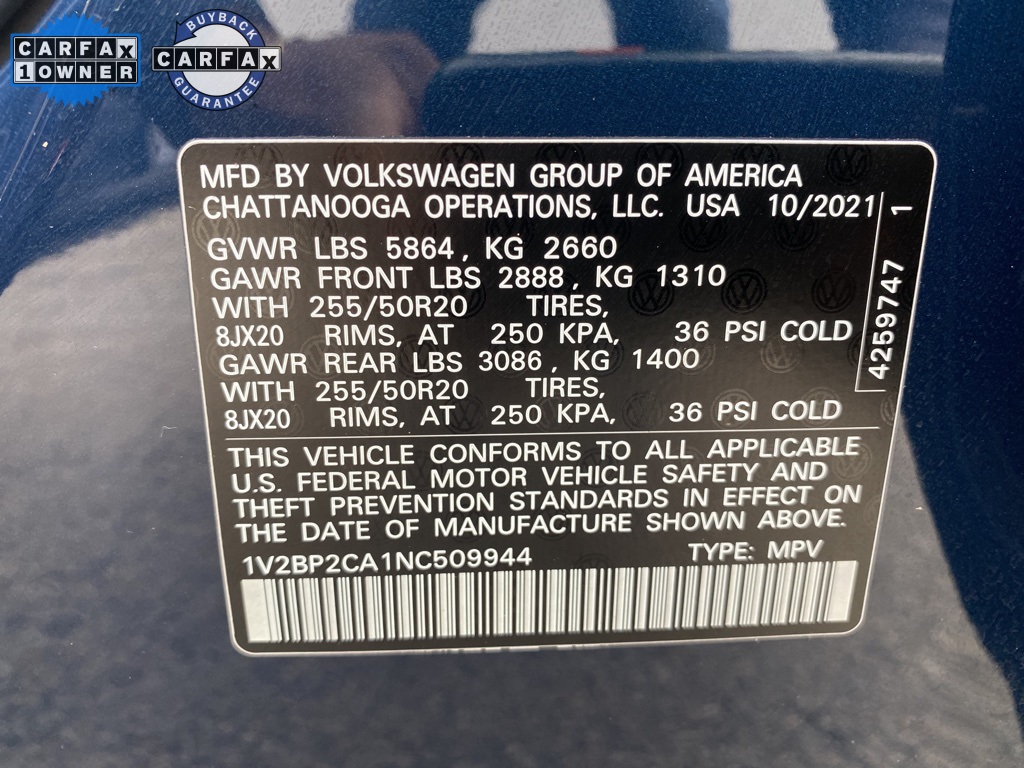 CARFAX
1 OWNER
BUYBACK
CARFAX
GUARANTEE
MFD BY VOLKSWAGEN GROUP OF AMERICA
CHATTANOOGA OPERATIONS, LLC. USA 10/2021
GVWR LBS 5864, KG 2660
GAWR FRONT LBS 2888, KG 1310
WITH 255/50R20 TIRES,
8JX20 RIMS, AT 250 KPA, 36 PSI COLD
GAWR REAR LBS 3086, KG 1400
WITH 255/50R20 TIRES,
8JX20 RIMS, AT 250 KPA, 36 PSI COLD
4259747 1
THIS VEHICLE CONFORMS TO ALL APPLICABLE
U.S. FEDERAL MOTOR VEHICLE SAFETY AND
THEFT PREVENTION STANDARDS IN EFFECT ON
THE DATE OF MANUFACTURE SHOWN ABOVE.
1V2BP2CA1NC509944 TYPE: MPV